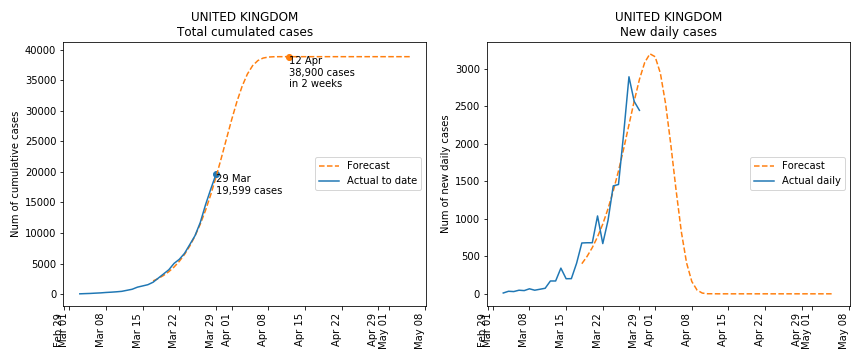 UNITED KINGDOM
Total cumulated cases
Num of cumulative cases
40000
35000
30000
25000
20000
15000
10000
5000
0
12 Apr
38,900 cases
in 2 weeks
29 Mar
19,599 cases
Forecast
Actual to date
Feb 29
Mar 01
Mar 08
Mar 15
Mar 22
Mar 29
Apr 01
Apr 08
Apr 15
Apr 22
Apr 29
May 01
May 08
UNITED KINGDOM
New daily cases
Num of new daily cases
3000
2500
2000
1500
1000
500
0
Forecast
Actual daily
Feb 29
Mar 01
Mar 08
Mar 15
Mar 22
Mar 29
Apr 01
Apr 08
Apr 15
Apr 22
Apr 29
May 01
May 08